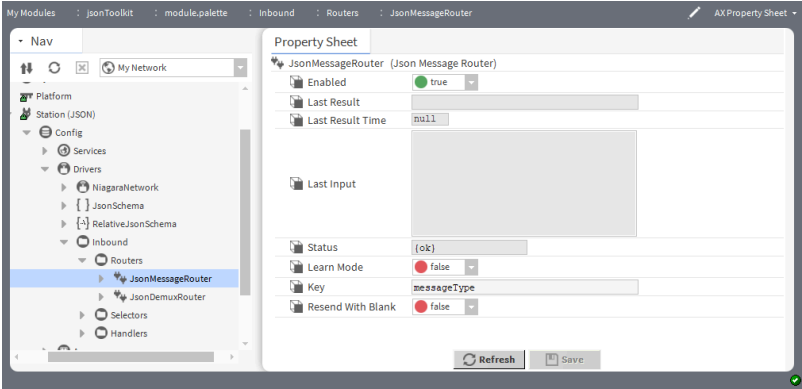 My Modules : jsonToolkit : module.palette : Inbound : Routers : JsonMessageRouter AX Property Sheet
Nav
My Network
Platform
Station (JSON)
Config
Services
Drivers
NiagaraNetwork
{ } JsonSchema
RelativeJsonSchema
Inbound
Routers
JsonMessageRouter
JsonDemuxRouter
Selectors
Handlers
Property Sheet
JsonMessageRouter (Json Message Router)
Enabled true
Last Result
Last Result Time null
Last Input
Status {ok}
Learn Mode false
Key messageType
Resend With Blank false
Refresh Save